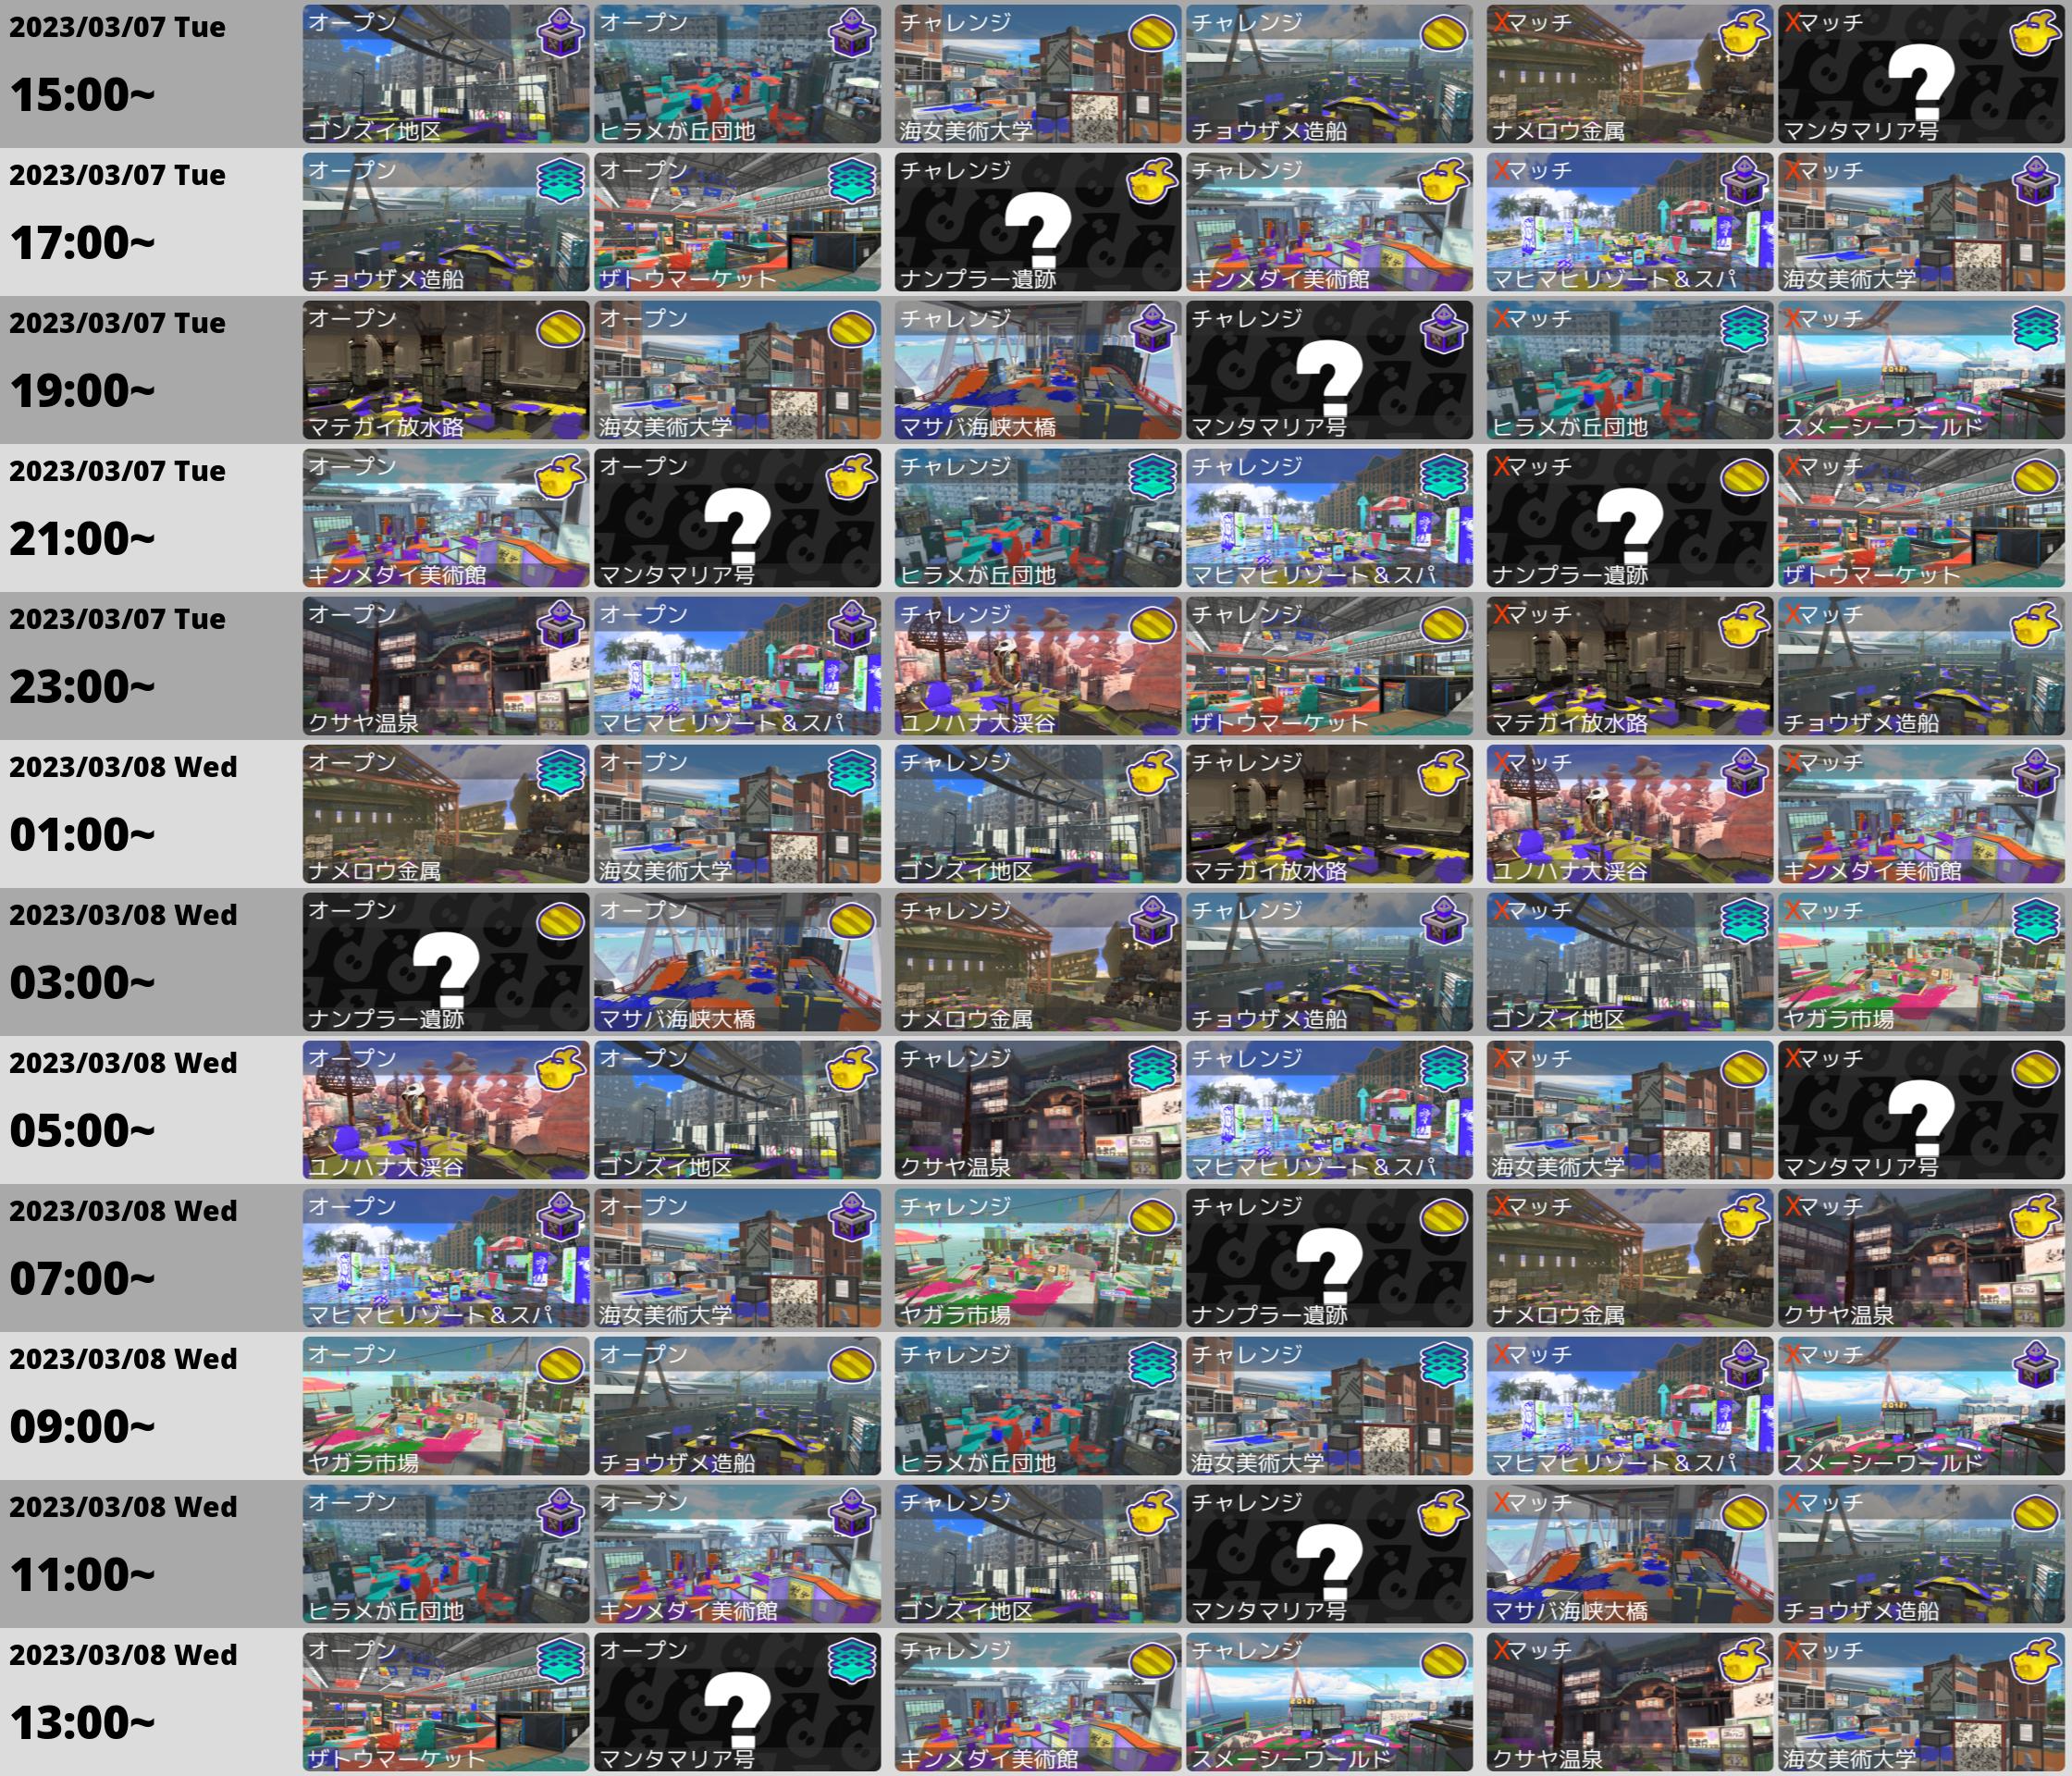 2023/03/07 Tue
15:00~
オープン
ゴンズイ地区
オープン
ヒラメが丘団地
チャレンジ
海女美術大学
チャレンジ
チョウザメ造船
Xマッチ
ナメロウ金属
Xマッチ
?
マンタマリア号
2023/03/07 Tue
17:00~
オープン
チョウザメ造船
オープン
ザトウマーケット
チャレンジ
?
ナンプラー遺跡
チャレンジ
キンメダイ美術館
Xマッチ
マヒマヒリゾート&スパ
Xマッチ
海女美術大学
2023/03/07 Tue
19:00~
オープン
マテガイ放水路
オープン
海女美術大学
チャレンジ
マサバ海峡大橋
チャレンジ
?
マンタマリア号
Xマッチ
ヒラメが丘団地
Xマッチ
スメーシーワールド
2023/03/07 Tue
21:00~
オープン
キンメダイ美術館
オープン
?
マンタマリア号
チャレンジ
ヒラメが丘団地
チャレンジ
マヒマヒリゾート&スパ
Xマッチ
?
ナンプラー遺跡
Xマッチ
ザトウマーケット
2023/03/07 Tue
23:00~
オープン
クサヤ温泉
オープン
マヒマヒリゾート&スパ
チャレンジ
ユノハナ大渓谷
チャレンジ
ザトウマーケット
Xマッチ
マテガイ放水路
Xマッチ
チョウザメ造船
2023/03/08 Wed
01:00~
オープン
ナメロウ金属
オープン
海女美術大学
チャレンジ
ゴンズイ地区
チャレンジ
マテガイ放水路
Xマッチ
ユノハナ大渓谷
Xマッチ
キンメダイ美術館
2023/03/08 Wed
03:00~
オープン
?
ナンプラー遺跡
オープン
マサバ海峡大橋
チャレンジ
ナメロウ金属
チャレンジ
チョウザメ造船
Xマッチ
ゴンズイ地区
Xマッチ
ヤガラ市場
2023/03/08 Wed
05:00~
オープン
ユノハナ大渓谷
オープン
ゴンズイ地区
チャレンジ
クサヤ温泉
チャレンジ
マヒマヒリゾート&スパ
Xマッチ
海女美術大学
Xマッチ
?
マンタマリア号
2023/03/08 Wed
07:00~
オープン
マヒマヒリゾート&スパ
オープン
海女美術大学
チャレンジ
ヤガラ市場
チャレンジ
?
ナンプラー遺跡
Xマッチ
ナメロウ金属
Xマッチ
クサヤ温泉
2023/03/08 Wed
09:00~
オープン
ヤガラ市場
オープン
チョウザメ造船
チャレンジ
ヒラメが丘団地
チャレンジ
海女美術大学
Xマッチ
マヒマヒリゾート&スパ
Xマッチ
スメーシーワールド
2023/03/08 Wed
11:00~
オープン
ヒラメが丘団地
オープン
キンメダイ美術館
チャレンジ
ゴンズイ地区
チャレンジ
?
マンタマリア号
Xマッチ
マサバ海峡大橋
Xマッチ
チョウザメ造船
2023/03/08 Wed
13:00~
オープン
ザトウマーケット
オープン
?
マンタマリア号
チャレンジ
キンメダイ美術館
チャレンジ
スメーシーワールド
Xマッチ
クサヤ温泉
Xマッチ
海女美術大学